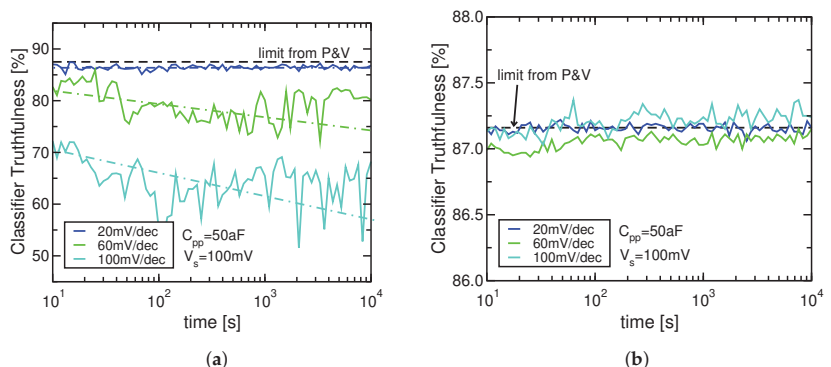 Classifier Truthfulness [%]
90
80
70
60
50
limit from P&V
20mV/dec
60mV/dec
100mV/dec
C_pp=50aF
V_s=100mV
10^1 10^2 10^3 10^4
time [s]
(a)
Classifier Truthfulness [%]
88.0
87.5
87.0
86.5
86.0
limit from P&V
20mV/dec
60mV/dec
100mV/dec
C_pp=50aF
V_s=100mV
10^1 10^2 10^3 10^4
time [s]
(b)